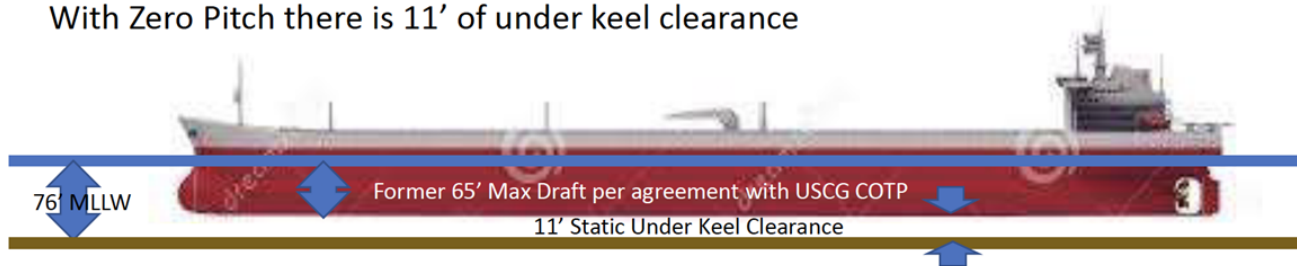 With Zero Pitch there is 11’ of under keel clearance
76’ MLLW
Former 65’ Max Draft per agreement with USCG COTP
11’ Static Under Keel Clearance